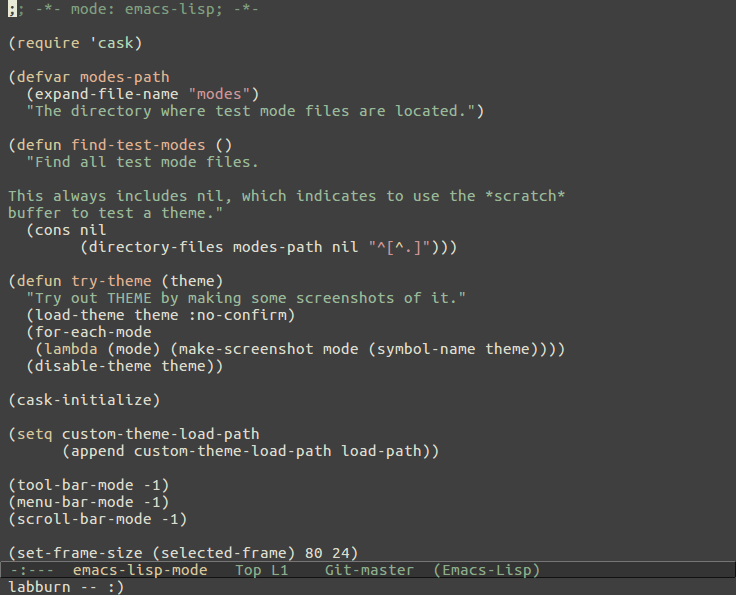 ;; -*- mode: emacs-lisp; -*-

(require 'cask)

(defvar modes-path
  (expand-file-name "modes")
  "The directory where test mode files are located.")

(defun find-test-modes ()
  "Find all test mode files.

This always includes nil, which indicates to use the *scratch*
buffer to test a theme."
  (cons nil
        (directory-files modes-path nil "^[^.]")))

(defun try-theme (theme)
  "Try out THEME by making some screenshots of it."
  (load-theme theme :no-confirm)
  (for-each-mode
   (lambda (mode) (make-screenshot mode (symbol-name theme))))
  (disable-theme theme))

(cask-initialize)

(setq custom-theme-load-path
      (append custom-theme-load-path load-path))

(tool-bar-mode -1)
(menu-bar-mode -1)
(scroll-bar-mode -1)

(set-frame-size (selected-frame) 80 24)
-:---  emacs-lisp-mode   Top L1    Git-master  (Emacs-Lisp)
labburn -- :)